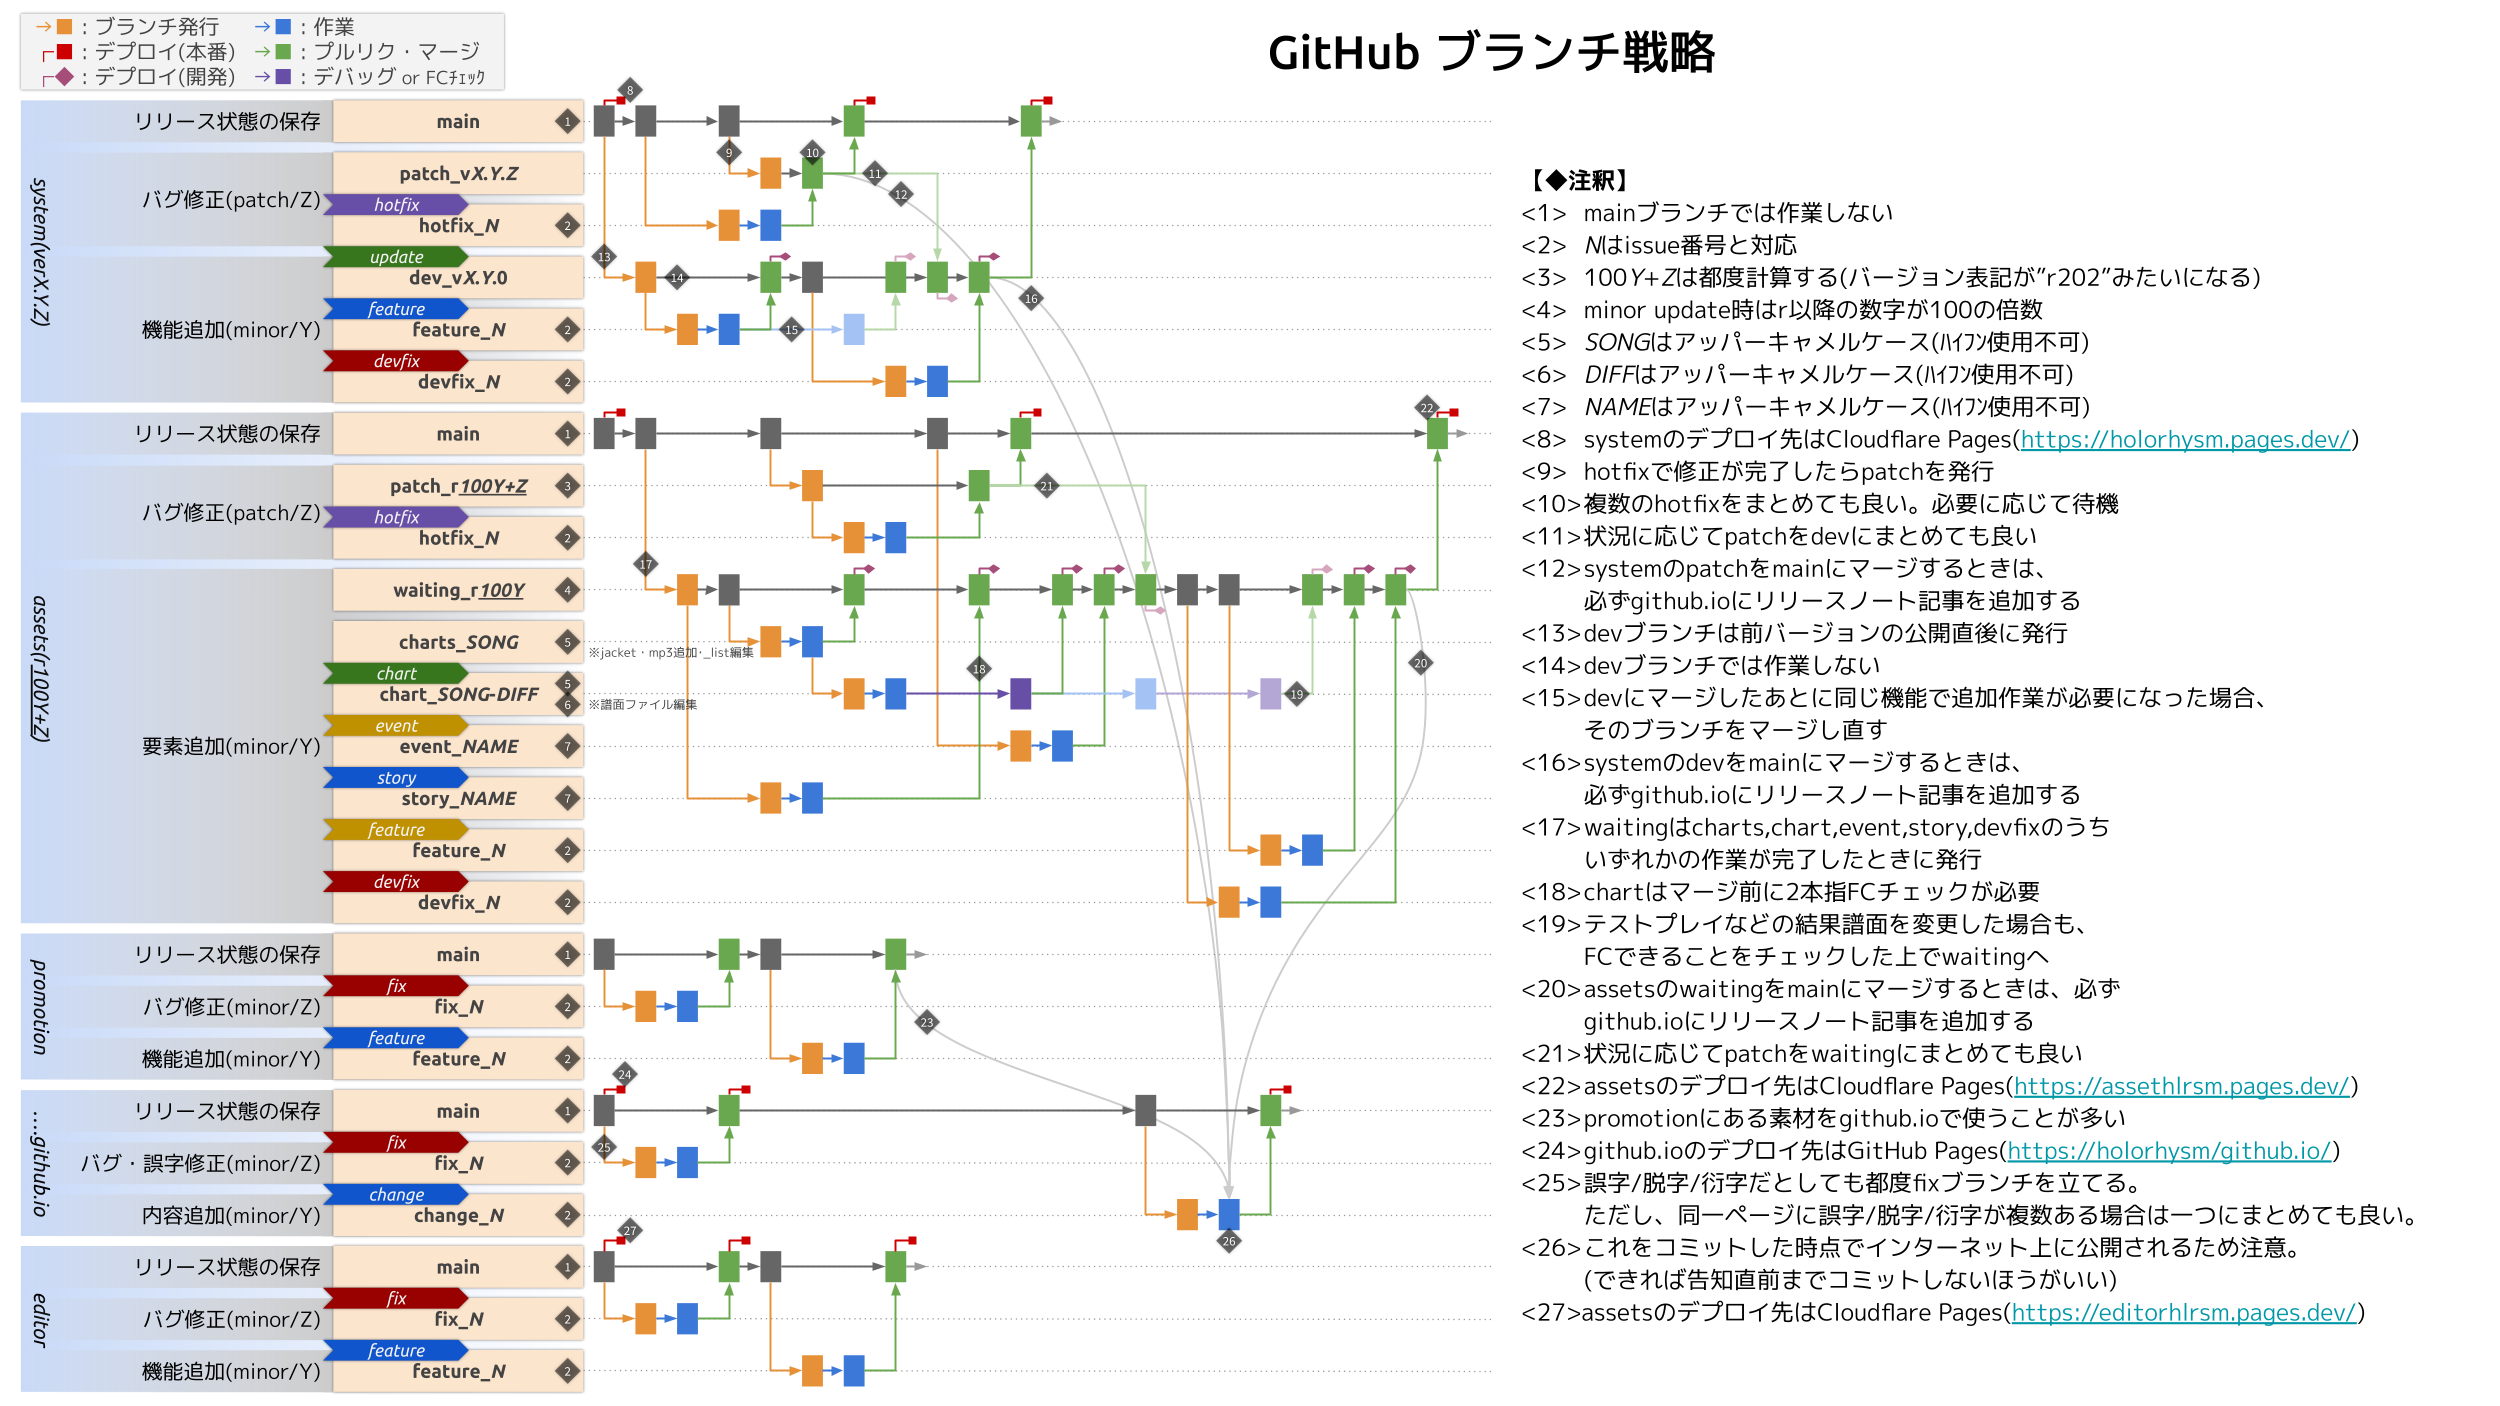 GitHub ブランチ戦略
→■ : ブランチ発行 →■ : 作業
■ : デプロイ(本番) →■ : プルリク・マージ
◆ : デプロイ(開発) →■ : デバッグ or FCﾁｪｯｸ
system(verX.Y.Z)
リリース状態の保存 main 1
patch_vX.Y.Z
バグ修正(patch/Z)
hotfix
hotfix_N 2
update
dev_vX.Y.0
feature
機能追加(minor/Y) feature_N 2
devfix
devfix_N 2
8
9
10
11
12
13
14
15
16
assets(r100Y+Z)
リリース状態の保存 main 1
patch_r100Y+Z 3
バグ修正(patch/Z)
hotfix
hotfix_N 2
waiting_r100Y 4
charts_SONG 5
※jacket・mp3追加・_list編集
chart
chart_SONG-DIFF 5 6
※譜面ファイル編集
event
要素追加(minor/Y) event_NAME 7
story
story_NAME 7
feature
feature_N 2
devfix
devfix_N 2
17
18
19
20
21
22
promotion
リリース状態の保存 main 1
fix
バグ修正(minor/Z) fix_N 2
feature
機能追加(minor/Y) feature_N 2
23
....github.io
リリース状態の保存 main 1
fix
バグ・誤字修正(minor/Z) fix_N 2
change
内容追加(minor/Y) change_N 2
24
25
26
editor
リリース状態の保存 main 1
fix
バグ修正(minor/Z) fix_N 2
feature
機能追加(minor/Y) feature_N 2
27
【◆注釈】
<1> mainブランチでは作業しない
<2> Nはissue番号と対応
<3> 100Y+Zは都度計算する(バージョン表記が”r202”みたいになる)
<4> minor update時はr以降の数字が100の倍数
<5> SONGはアッパーキャメルケース(ﾊｲﾌﾝ使用不可)
<6> DIFFはアッパーキャメルケース(ﾊｲﾌﾝ使用不可)
<7> NAMEはアッパーキャメルケース(ﾊｲﾌﾝ使用不可)
<8> systemのデプロイ先はCloudflare Pages(https://holorhysm.pages.dev/)
<9> hotfixで修正が完了したらpatchを発行
<10>複数のhotfixをまとめても良い。必要に応じて待機
<11>状況に応じてpatchをdevにまとめても良い
<12>systemのpatchをmainにマージするときは、
必ずgithub.ioにリリースノート記事を追加する
<13>devブランチは前バージョンの公開直後に発行
<14>devブランチでは作業しない
<15>devにマージしたあとに同じ機能で追加作業が必要になった場合、
そのブランチをマージし直す
<16>systemのdevをmainにマージするときは、
必ずgithub.ioにリリースノート記事を追加する
<17>waitingはcharts,chart,event,story,devfixのうち
いずれかの作業が完了したときに発行
<18>chartはマージ前に2本指FCチェックが必要
<19>テストプレイなどの結果譜面を変更した場合も、
FCできることをチェックした上でwaitingへ
<20>assetsのwaitingをmainにマージするときは、必ず
github.ioにリリースノート記事を追加する
<21>状況に応じてpatchをwaitingにまとめても良い
<22>assetsのデプロイ先はCloudflare Pages(https://assethlrsm.pages.dev/)
<23>promotionにある素材をgithub.ioで使うことが多い
<24>github.ioのデプロイ先はGitHub Pages(https://holorhysm/github.io/)
<25>誤字/脱字/衍字だとしても都度fixブランチを立てる。
ただし、同一ページに誤字/脱字/衍字が複数ある場合は一つにまとめても良い。
<26>これをコミットした時点でインターネット上に公開されるため注意。
(できれば告知直前までコミットしないほうがいい)
<27>assetsのデプロイ先はCloudflare Pages(https://editorhlrsm.pages.dev/)